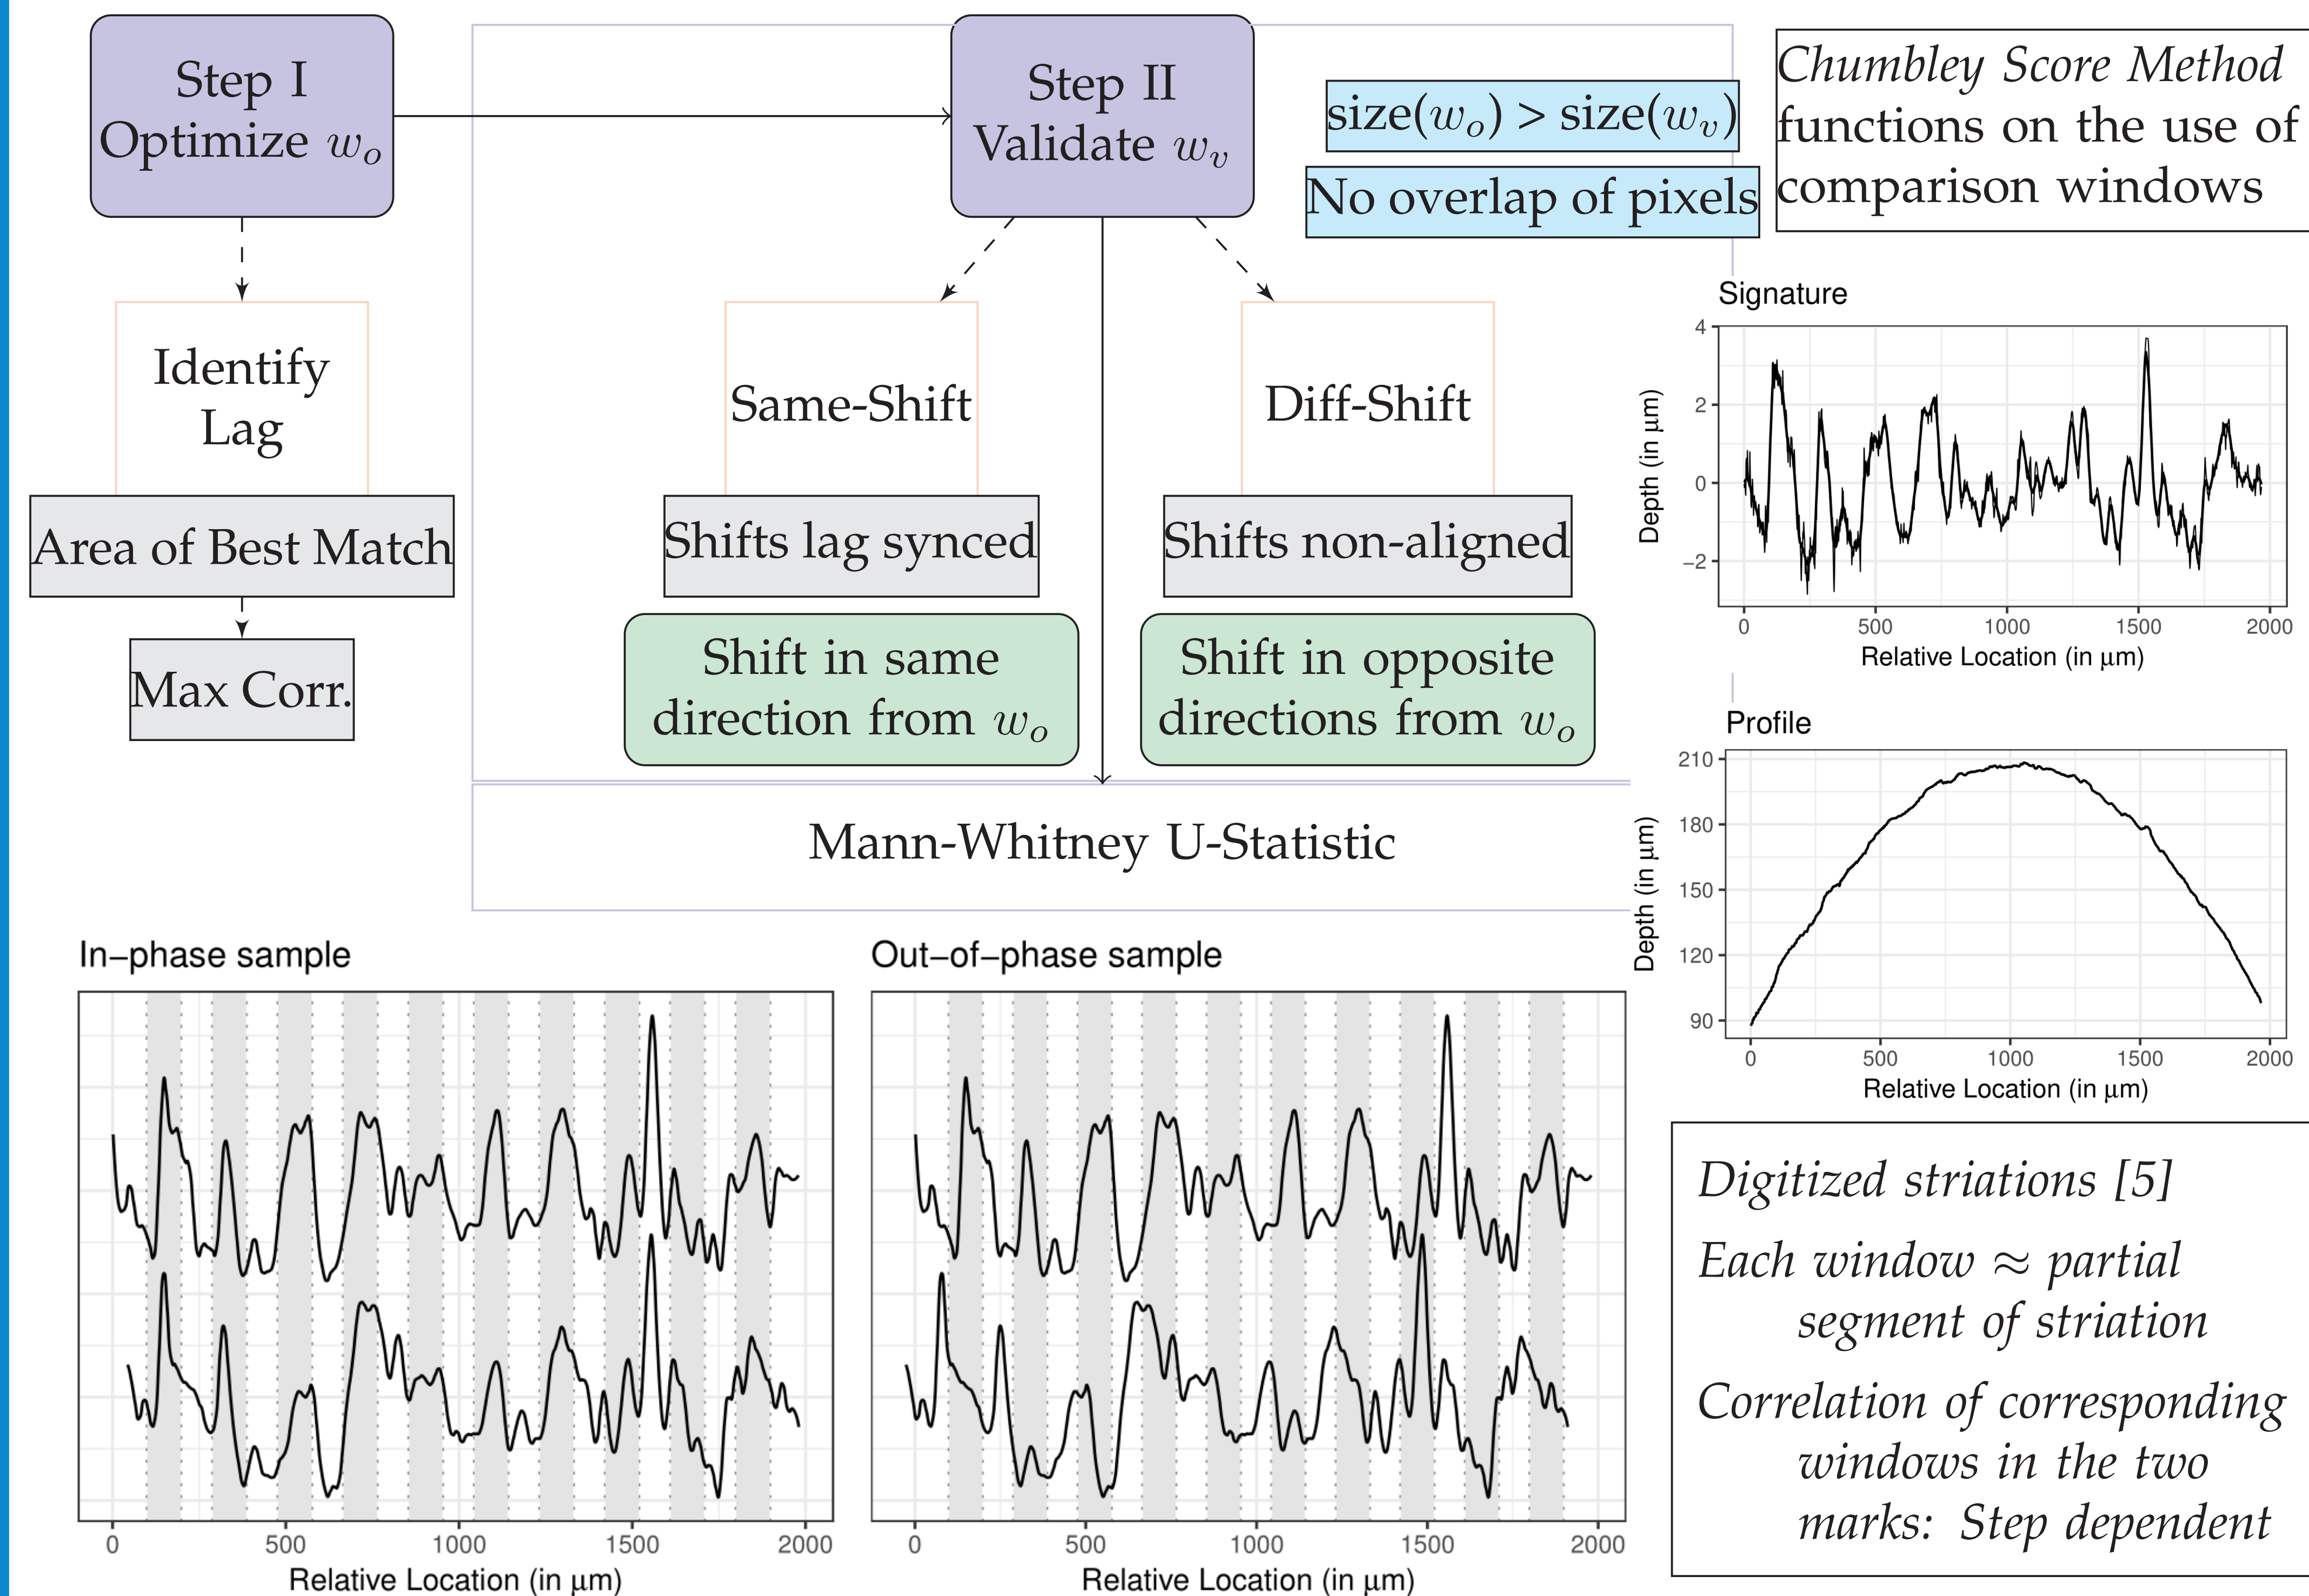 Step I
Optimize wₒ
Step II
Validate wᵥ
size(wₒ) > size(wᵥ)
No overlap of pixels
Chumbley Score Method
functions on the use of
comparison windows
Identify
Lag
Area of Best Match
Max Corr.
Same-Shift
Shifts lag synced
Shift in same
direction from wₒ
Diff-Shift
Shifts non-aligned
Shift in opposite
directions from wₒ
Mann-Whitney U-Statistic
Signature
4
2
0
−2
Depth (in μm)
0 500 1000 1500 2000
Relative Location (in μm)
Profile
210
180
150
120
90
Depth (in μm)
0 500 1000 1500 2000
Relative Location (in μm)
In−phase sample
0 500 1000 1500 2000
Relative Location (in μm)
Out−of−phase sample
0 500 1000 1500 2000
Relative Location (in μm)
Digitized striations [5]
Each window ≈ partial
segment of striation
Correlation of corresponding
windows in the two
marks: Step dependent